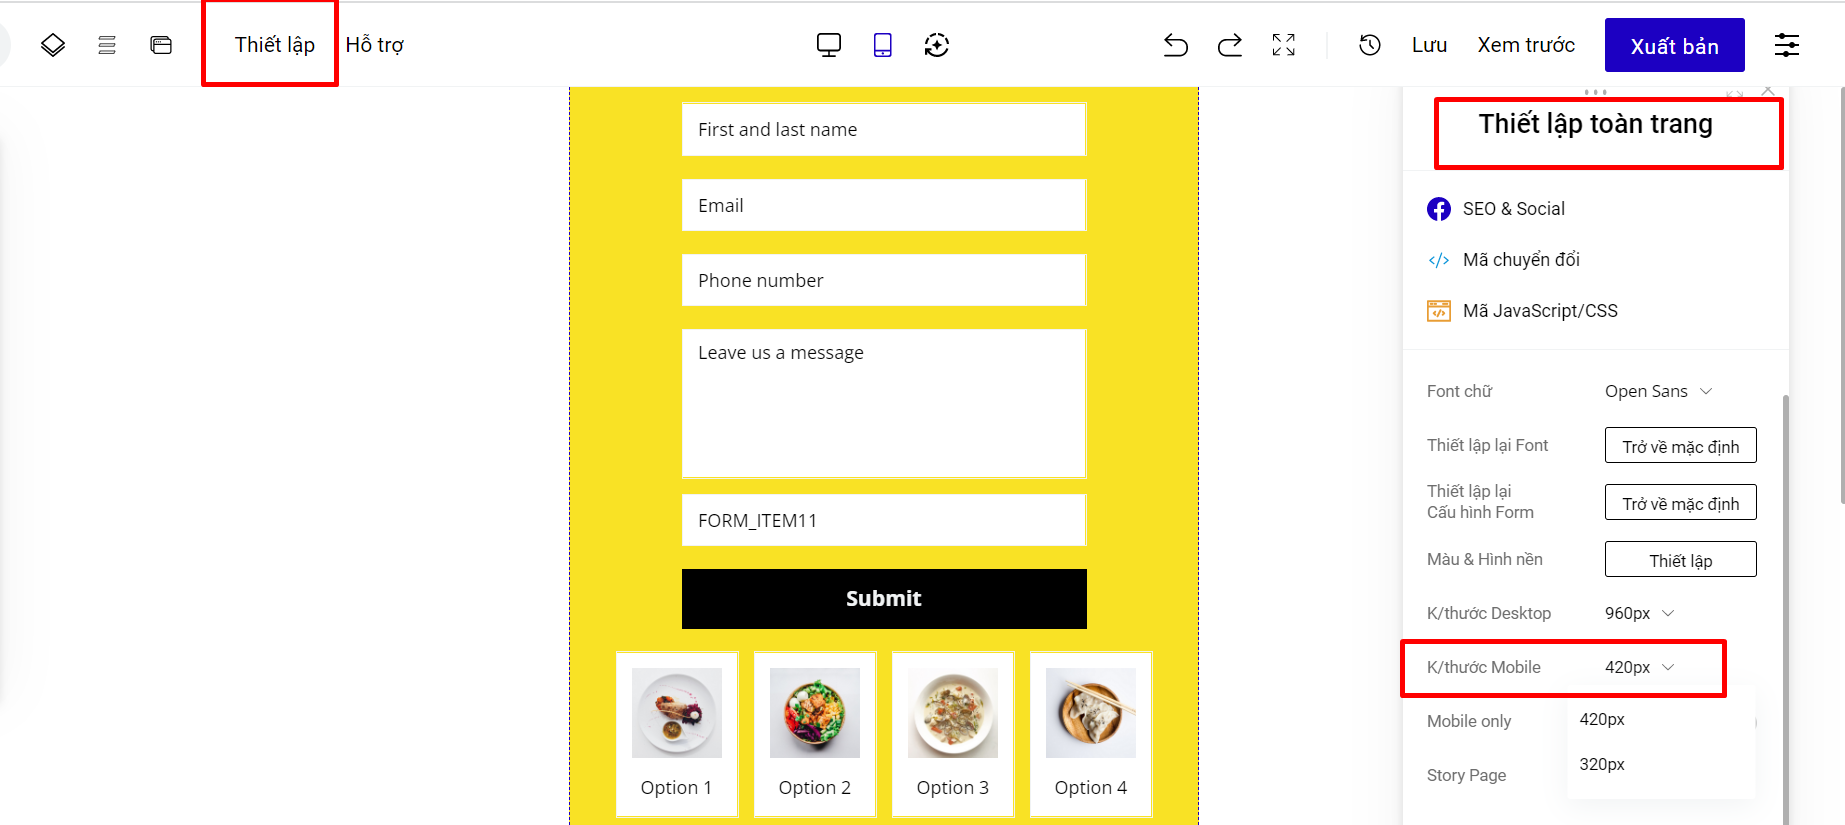 Thiết lập
Hỗ trợ
Lưu
Xem trước
Xuất bản
First and last name
Email
Phone number
Leave us a message
FORM_ITEM11
Submit
Option 1
Option 2
Option 3
Option 4
Thiết lập toàn trang
SEO & Social
Mã chuyển đổi
Mã JavaScript/CSS
Font chữ
Open Sans
Thiết lập lại Font
Trở về mặc định
Thiết lập lại
Cấu hình Form
Trở về mặc định
Màu & Hình nền
Thiết lập
K/thước Desktop
960px
K/thước Mobile
420px
Mobile only
420px
320px
Story Page